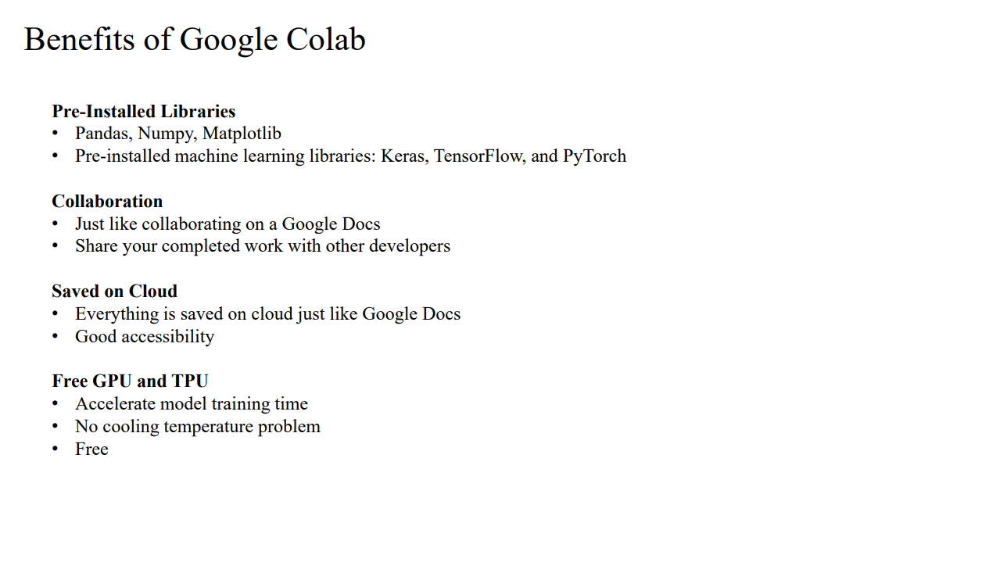 Benefits of Google Colab
Pre-Installed Libraries
• Pandas, Numpy, Matplotlib
• Pre-installed machine learning libraries: Keras, TensorFlow, and PyTorch
Collaboration
• Just like collaborating on a Google Docs
• Share your completed work with other developers
Saved on Cloud
• Everything is saved on cloud just like Google Docs
• Good accessibility
Free GPU and TPU
• Accelerate model training time
• No cooling temperature problem
• Free